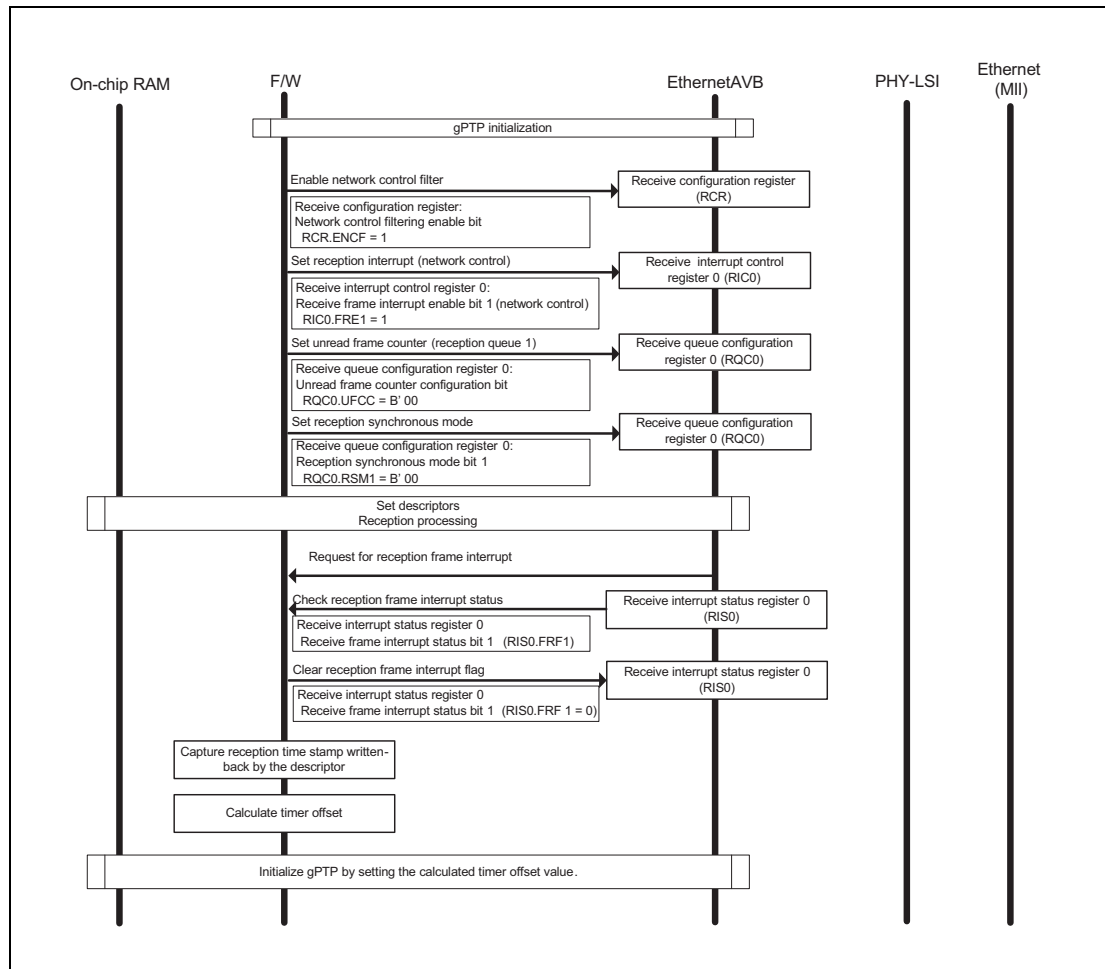 On-chip RAM
F/W
EthernetAVB
PHY-LSI
Ethernet
(MII)
gPTP initialization
Enable network control filter
Receive configuration register
(RCR)
Receive configuration register:
Network control filtering enable bit
RCR.ENCF = 1
Set reception interrupt (network control)
Receive interrupt control
register 0 (RIC0)
Receive interrupt control register 0:
Receive frame interrupt enable bit 1 (network control)
RIC0.FRE1 = 1
Set unread frame counter (reception queue 1)
Receive queue configuration
register 0 (RQC0)
Receive queue configuration register 0:
Unread frame counter configuration bit
RQC0.UFCC = B' 00
Set reception synchronous mode
Receive queue configuration
register 0 (RQC0)
Receive queue configuration register 0:
Reception synchronous mode bit 1
RQC0.RSM1 = B' 00
Set descriptors
Reception processing
Request for reception frame interrupt
Check reception frame interrupt status
Receive interrupt status register 0
(RIS0)
Receive interrupt status register 0
Receive frame interrupt status bit 1 (RIS0.FRF1)
Clear reception frame interrupt flag
Receive interrupt status register 0
(RIS0)
Receive interrupt status register 0
Receive frame interrupt status bit 1 (RIS0.FRF 1 = 0)
Capture reception time stamp written-
back by the descriptor
Calculate timer offset
Initialize gPTP by setting the calculated timer offset value.